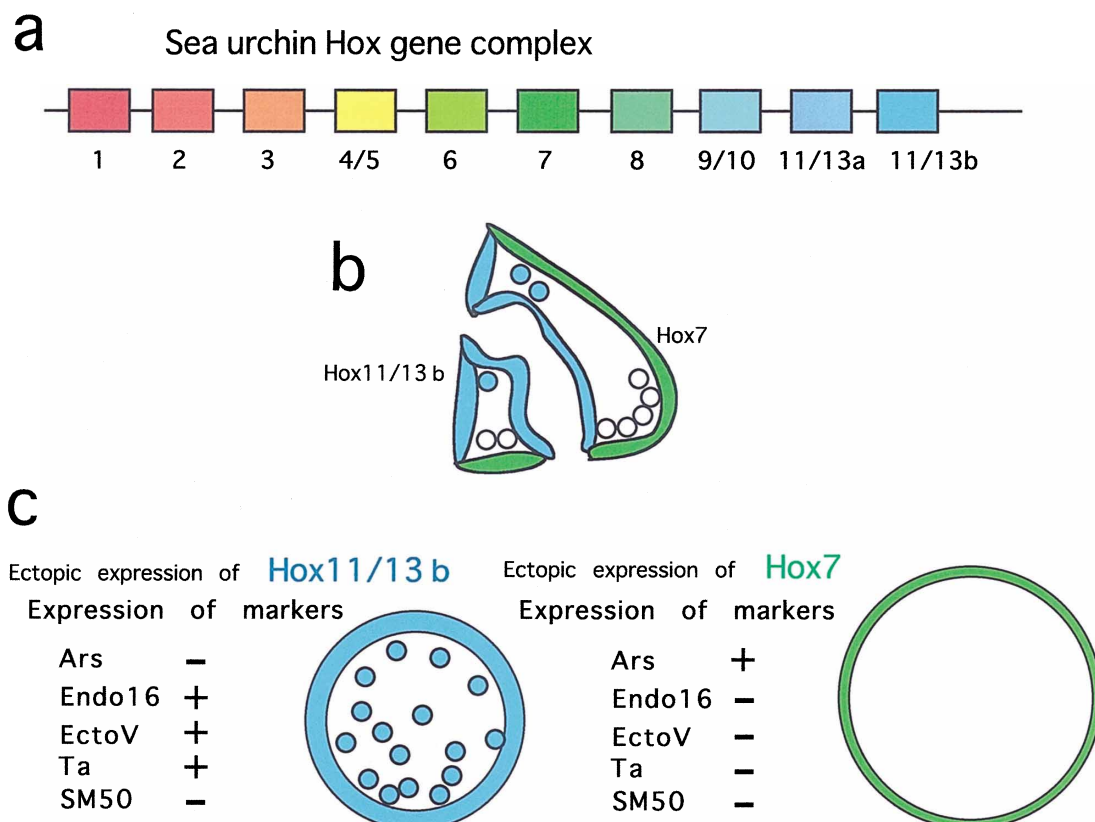 a
Sea urchin Hox gene complex
1 2 3 4/5 6 7 8 9/10 11/13a 11/13b
b
Hox7
Hox11/13 b
c
Ectopic expression of Hox11/13 b
Expression of markers
Ars −
Endo16 +
EctoV +
Ta +
SM50 −
Ectopic expression of Hox7
Expression of markers
Ars +
Endo16 −
EctoV −
Ta −
SM50 −